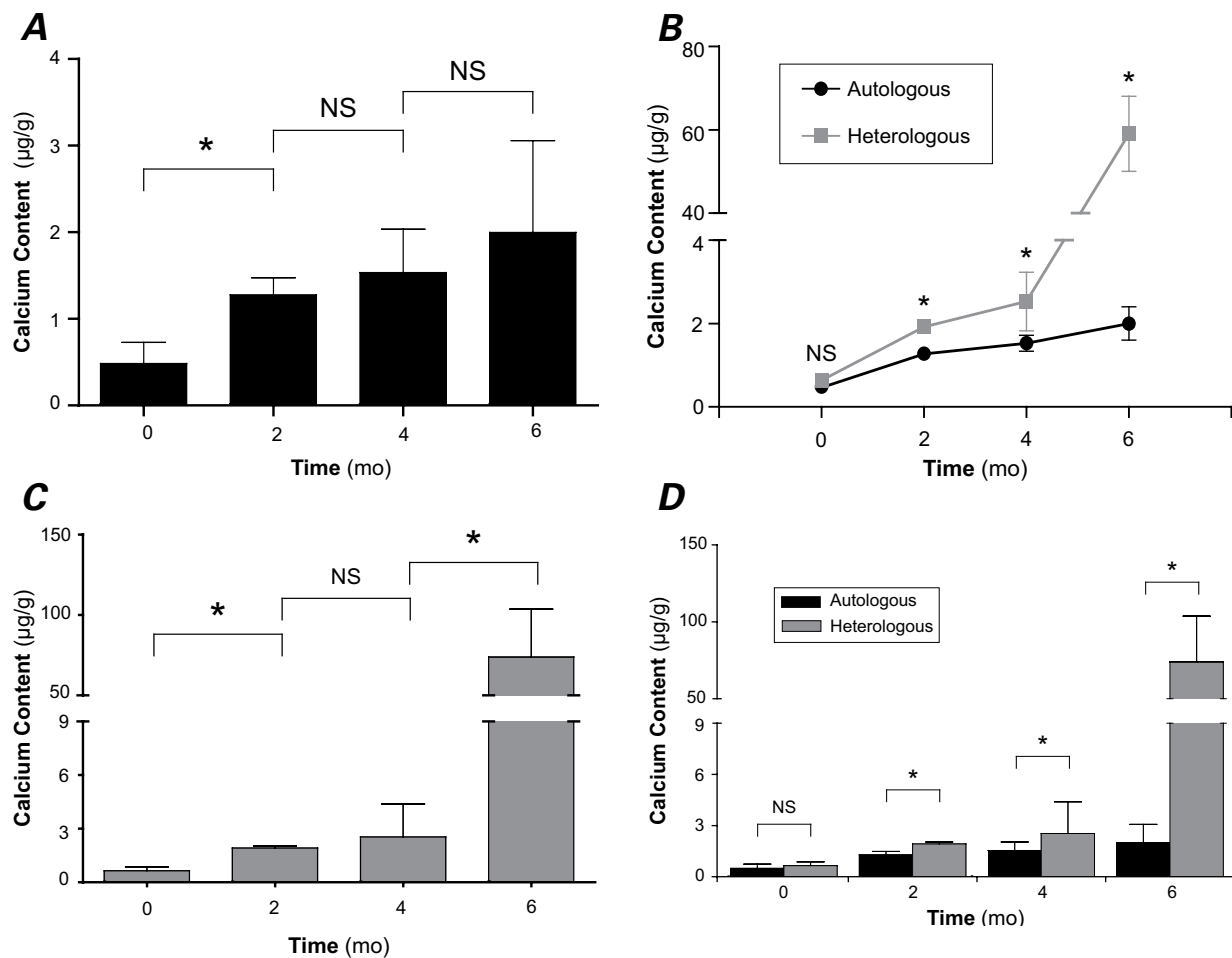 A
Calcium Content (µg/g)
4
3
2
1
0
*
NS
NS
0 2 4 6
Time (mo)
B
Calcium Content (µg/g)
Calcium Content (µg/g)
80
60
40
4
2
0
Autologous
Heterologous
NS
*
*
*
0 2 4 6
Time (mo)
C
Calcium Content (µg/g)
150
100
50
9
6
3
0
*
NS
*
0 2 4 6
Time (mo)
D
Calcium Content (µg/g)
150
100
50
9
6
3
0
Autologous
Heterologous
NS
*
*
*
0 2 4 6
Time (mo)